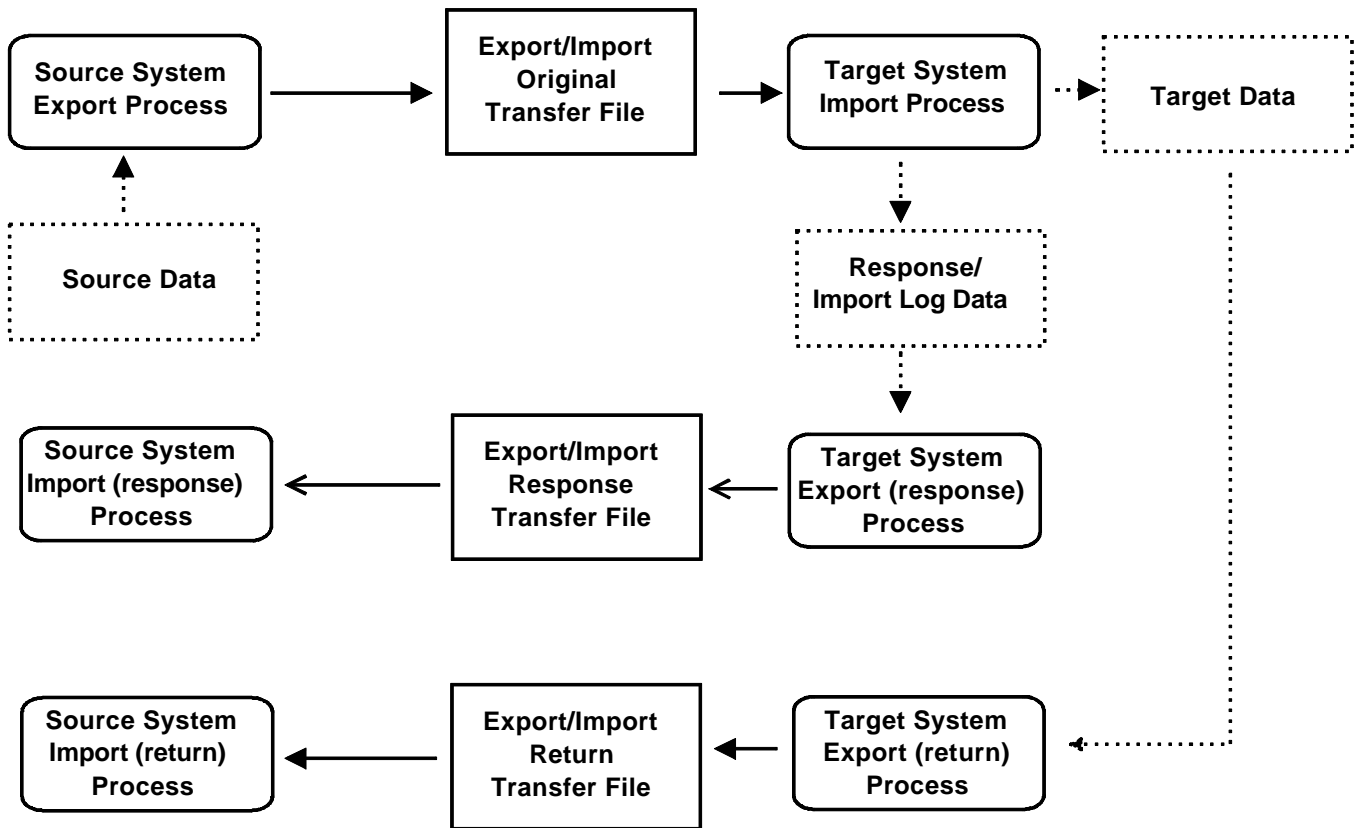 Source System
Export Process
Export/Import
Original
Transfer File
Target System
Import Process
Target Data
Source Data
Response/
Import Log Data
Source System
Import (response)
Process
Export/Import
Response
Transfer File
Target System
Export (response)
Process
Source System
Import (return)
Process
Export/Import
Return
Transfer File
Target System
Export (return)
Process